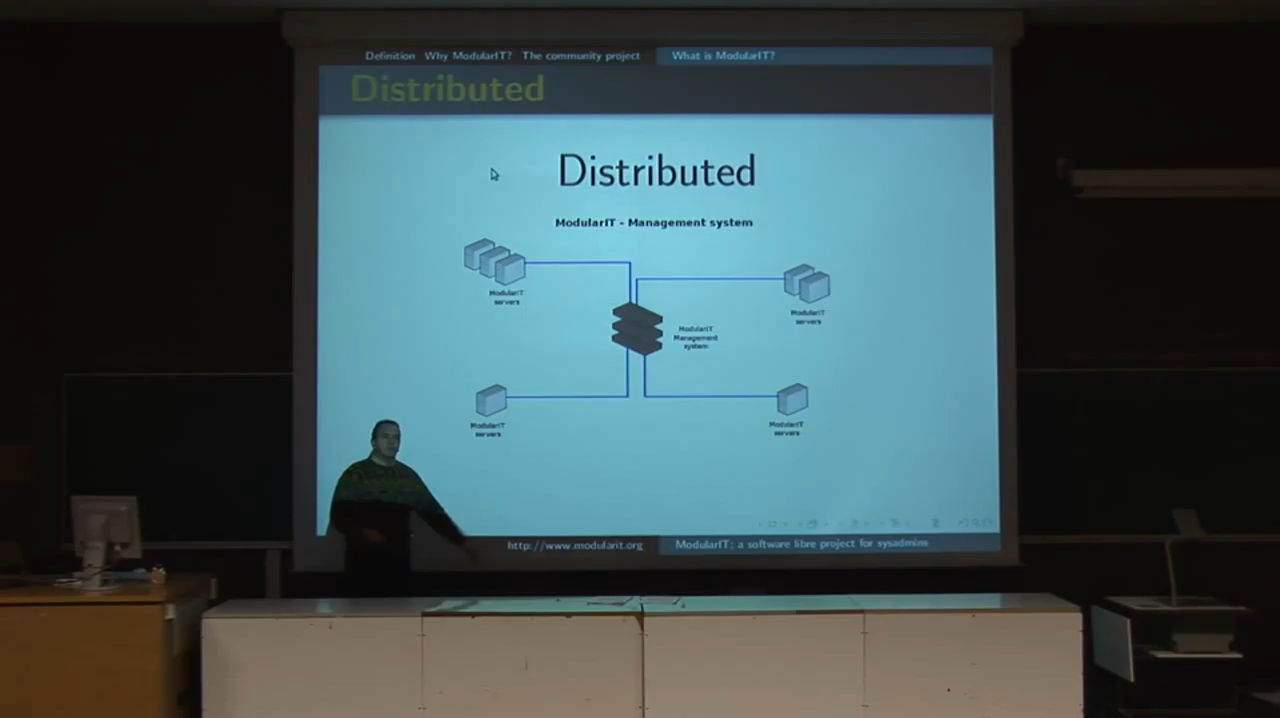 Definition Why ModularIT? The community project What is ModularIT?
Distributed
Distributed
ModularIT - Management system
ModularIT
servers
ModularIT
servers
ModularIT
Management
system
ModularIT
servers
ModularIT
servers
http://www.modularit.org ModularIT: a software libre project for sysadmins